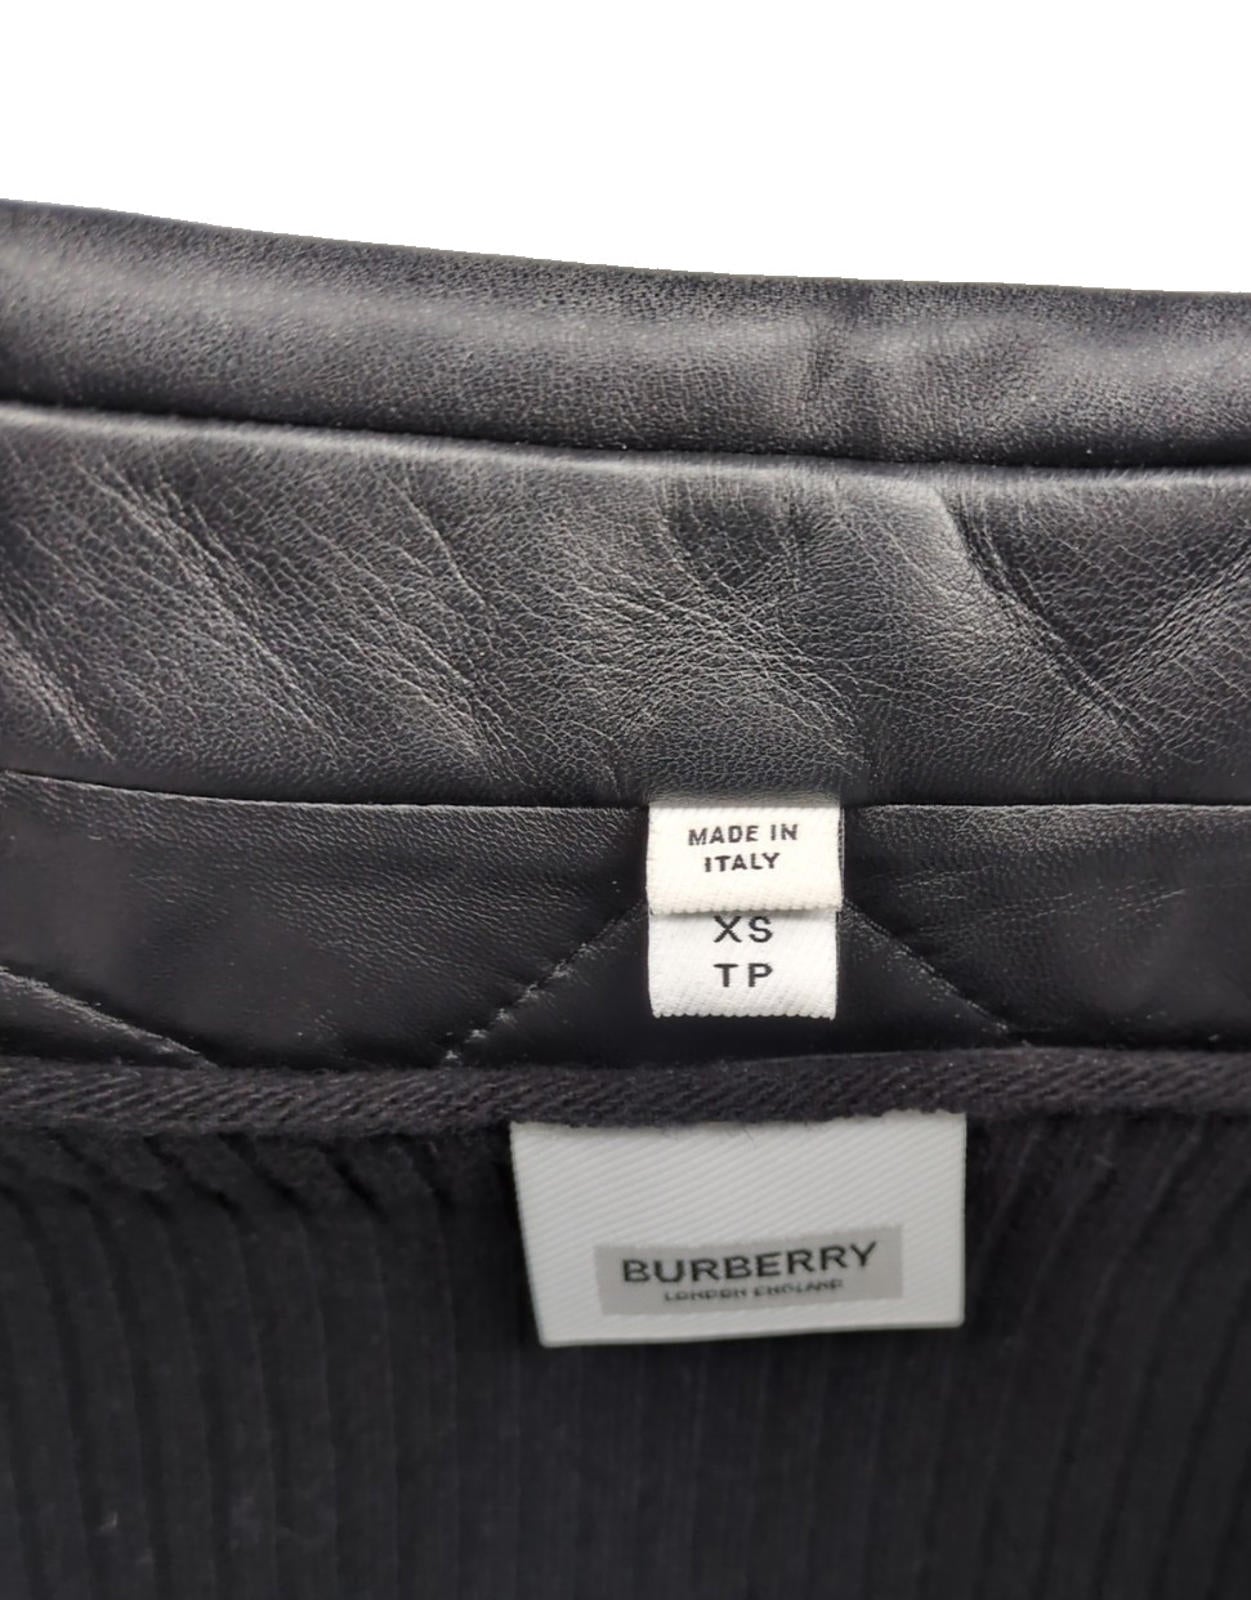 MADE IN
ITALY
XS
TP
BURBERRY
LONDON ENGLAND